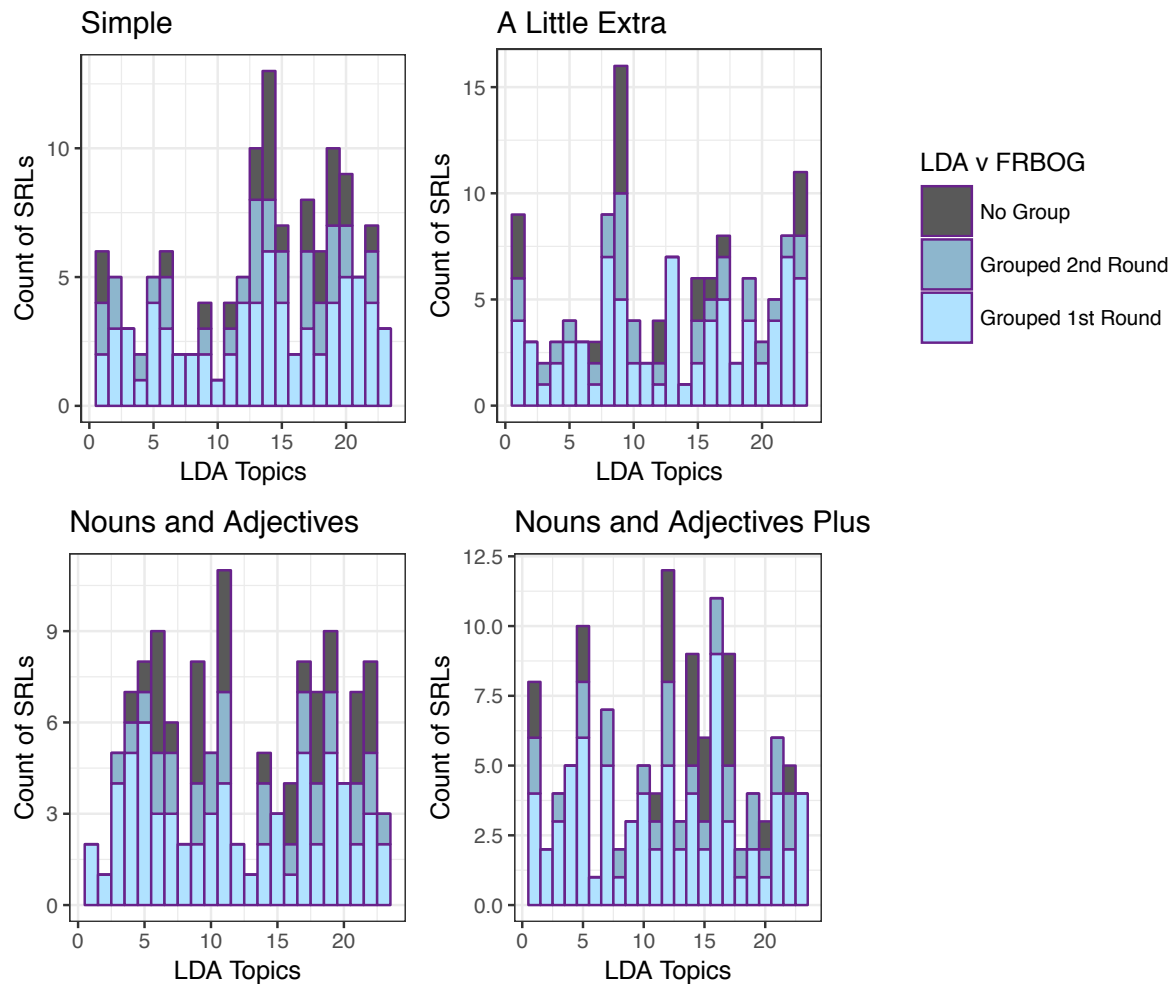 Simple
Count of SRLs
10
5
0
0 5 10 15 20
LDA Topics
A Little Extra
Count of SRLs
15
10
5
0
0 5 10 15 20
LDA Topics
LDA v FRBOG
No Group
Grouped 2nd Round
Grouped 1st Round
Nouns and Adjectives
Count of SRLs
9
6
3
0
0 5 10 15 20
LDA Topics
Nouns and Adjectives Plus
Count of SRLs
12.5
10.0
7.5
5.0
2.5
0.0
0 5 10 15 20
LDA Topics